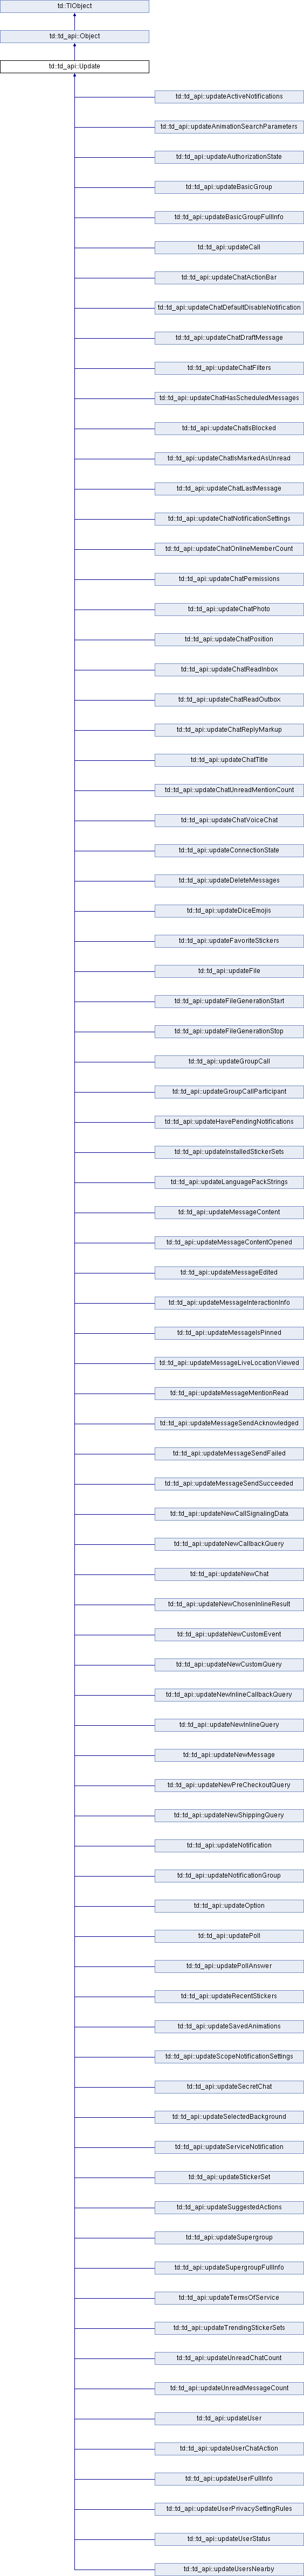 td::TlObject
td::td_api::Object
td::td_api::Update
td::td_api::updateActiveNotifications
td::td_api::updateAnimationSearchParameters
td::td_api::updateAuthorizationState
td::td_api::updateBasicGroup
td::td_api::updateBasicGroupFullInfo
td::td_api::updateCall
td::td_api::updateChatActionBar
td::td_api::updateChatDefaultDisableNotification
td::td_api::updateChatDraftMessage
td::td_api::updateChatFilters
td::td_api::updateChatHasScheduledMessages
td::td_api::updateChatIsBlocked
td::td_api::updateChatIsMarkedAsUnread
td::td_api::updateChatLastMessage
td::td_api::updateChatNotificationSettings
td::td_api::updateChatOnlineMemberCount
td::td_api::updateChatPermissions
td::td_api::updateChatPhoto
td::td_api::updateChatPosition
td::td_api::updateChatReadInbox
td::td_api::updateChatReadOutbox
td::td_api::updateChatReplyMarkup
td::td_api::updateChatTitle
td::td_api::updateChatUnreadMentionCount
td::td_api::updateChatVoiceChat
td::td_api::updateConnectionState
td::td_api::updateDeleteMessages
td::td_api::updateDiceEmojis
td::td_api::updateFavoriteStickers
td::td_api::updateFile
td::td_api::updateFileGenerationStart
td::td_api::updateFileGenerationStop
td::td_api::updateGroupCall
td::td_api::updateGroupCallParticipant
td::td_api::updateHavePendingNotifications
td::td_api::updateInstalledStickerSets
td::td_api::updateLanguagePackStrings
td::td_api::updateMessageContent
td::td_api::updateMessageContentOpened
td::td_api::updateMessageEdited
td::td_api::updateMessageInteractionInfo
td::td_api::updateMessageIsPinned
td::td_api::updateMessageLiveLocationViewed
td::td_api::updateMessageMentionRead
td::td_api::updateMessageSendAcknowledged
td::td_api::updateMessageSendFailed
td::td_api::updateMessageSendSucceeded
td::td_api::updateNewCallSignalingData
td::td_api::updateNewCallbackQuery
td::td_api::updateNewChat
td::td_api::updateNewChosenInlineResult
td::td_api::updateNewCustomEvent
td::td_api::updateNewCustomQuery
td::td_api::updateNewInlineCallbackQuery
td::td_api::updateNewInlineQuery
td::td_api::updateNewMessage
td::td_api::updateNewPreCheckoutQuery
td::td_api::updateNewShippingQuery
td::td_api::updateNotification
td::td_api::updateNotificationGroup
td::td_api::updateOption
td::td_api::updatePoll
td::td_api::updatePollAnswer
td::td_api::updateRecentStickers
td::td_api::updateSavedAnimations
td::td_api::updateScopeNotificationSettings
td::td_api::updateSecretChat
td::td_api::updateSelectedBackground
td::td_api::updateServiceNotification
td::td_api::updateStickerSet
td::td_api::updateSuggestedActions
td::td_api::updateSupergroup
td::td_api::updateSupergroupFullInfo
td::td_api::updateTermsOfService
td::td_api::updateTrendingStickerSets
td::td_api::updateUnreadChatCount
td::td_api::updateUnreadMessageCount
td::td_api::updateUser
td::td_api::updateUserChatAction
td::td_api::updateUserFullInfo
td::td_api::updateUserPrivacySettingRules
td::td_api::updateUserStatus
td::td_api::updateUsersNearby